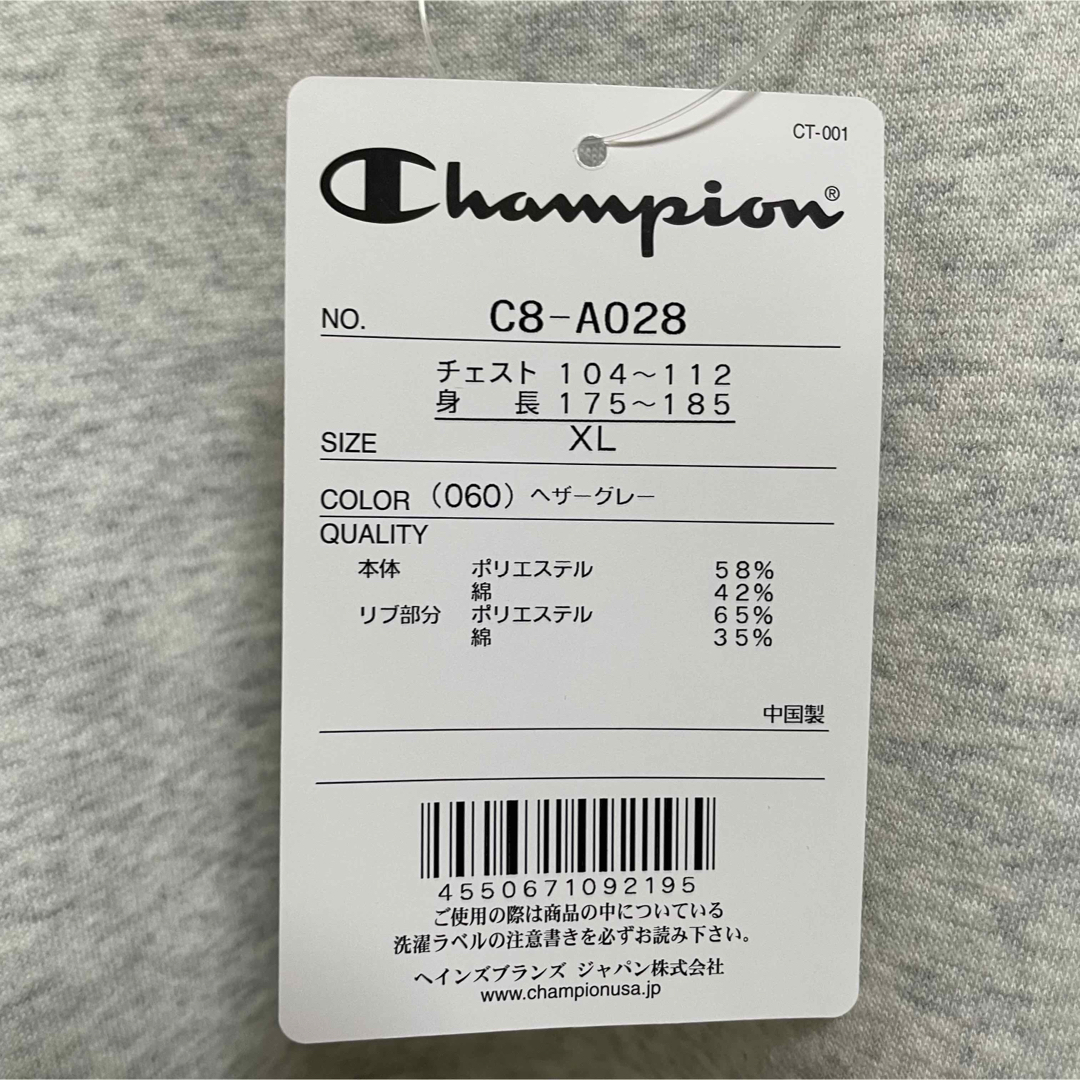 CT-001
Champion®
NO. C8-A028
チェスト 104～112
身 長 175～185
SIZE XL
COLOR (060) ヘザーグレー
QUALITY
本体 ポリエステル 58%
綿 42%
リブ部分 ポリエステル 65%
綿 35%
中国製
4550671092195
ご使用の際は商品の中についている
洗濯ラベルの注意書きを必ずお読み下さい。
ヘインズブランズ ジャパン株式会社
www.championusa.jp